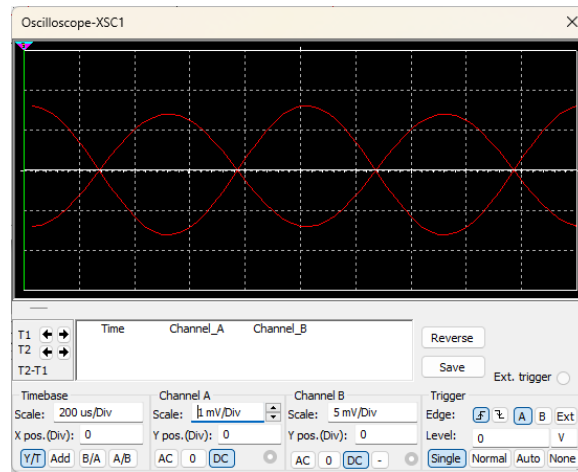 Oscilloscope-XSC1
T1
T2
T2-T1
Time Channel_A Channel_B
Reverse
Save
Ext. trigger
Timebase
Scale: 200 us/Div
X pos.(Div): 0
Y/T Add B/A A/B
Channel A
Scale: 1 mV/Div
Y pos.(Div): 0
AC 0 DC
Channel B
Scale: 5 mV/Div
Y pos.(Div): 0
AC 0 DC -
Trigger
Edge: A B Ext
Level: 0 V
Single Normal Auto None